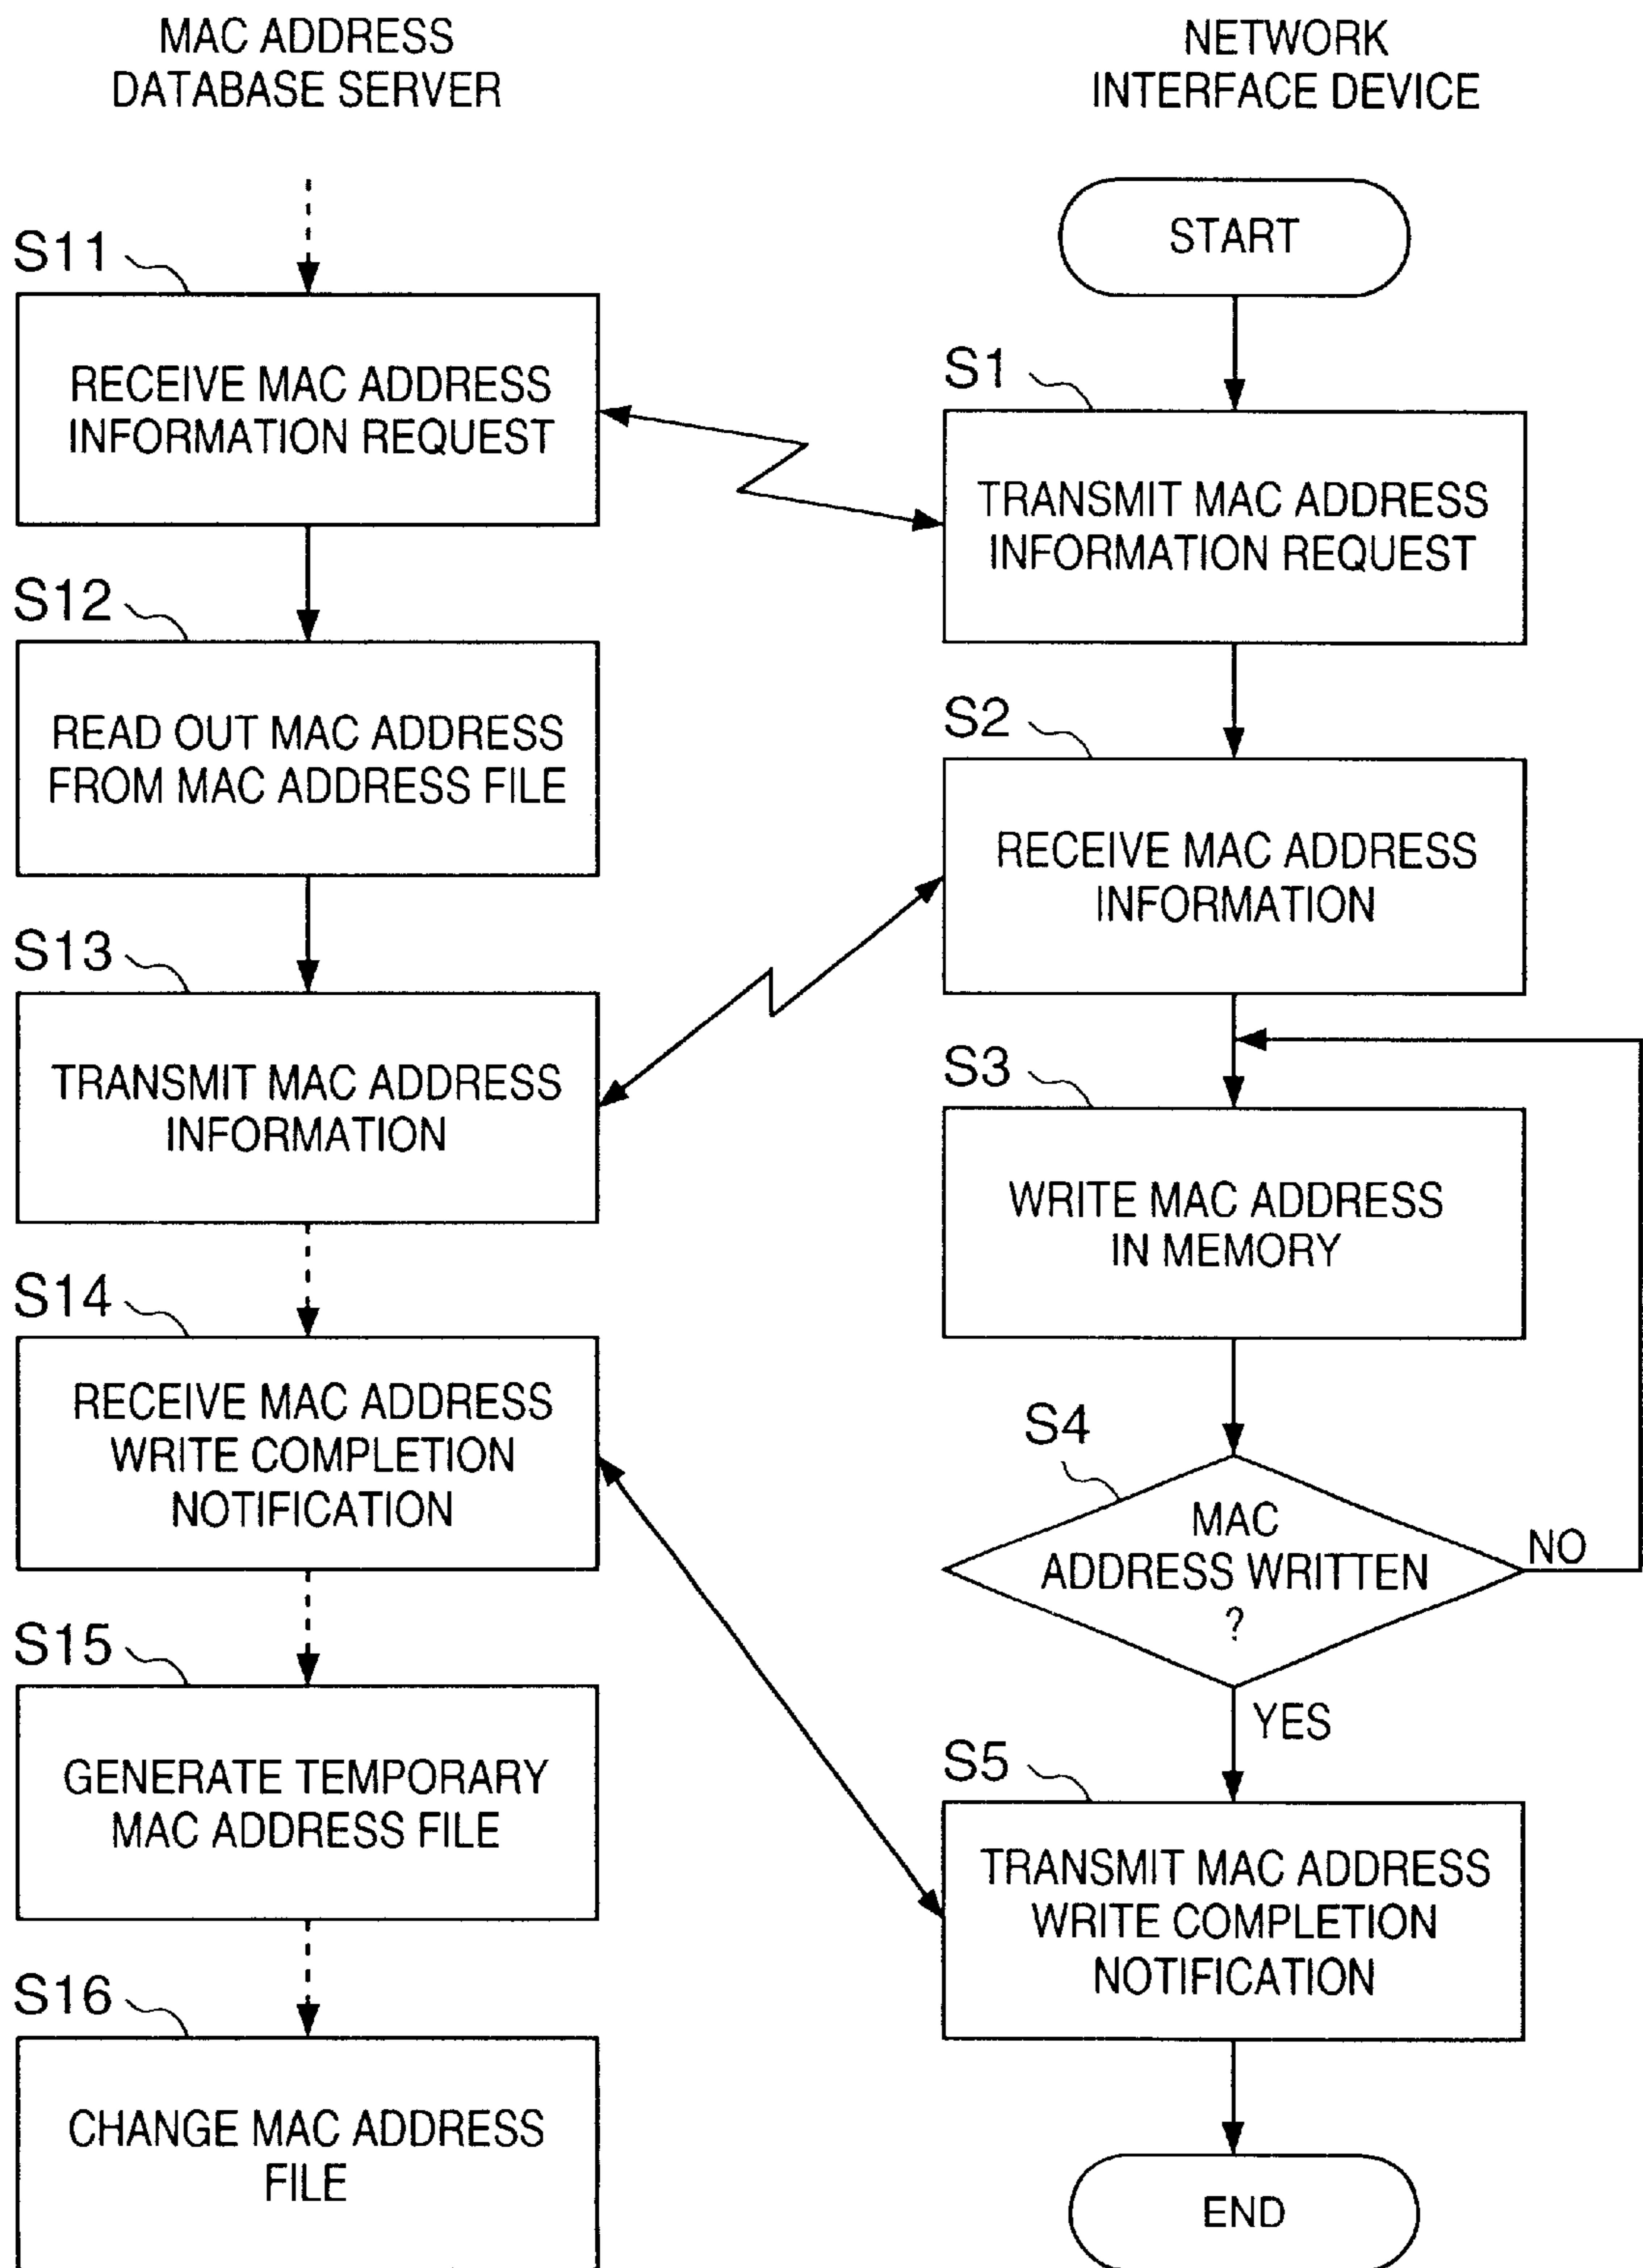 MAC ADDRESS
DATABASE SERVER
S11
RECEIVE MAC ADDRESS
INFORMATION REQUEST
S12
READ OUT MAC ADDRESS
FROM MAC ADDRESS FILE
S13
TRANSMIT MAC ADDRESS
INFORMATION
S14
RECEIVE MAC ADDRESS
WRITE COMPLETION
NOTIFICATION
S15
GENERATE TEMPORARY
MAC ADDRESS FILE
S16
CHANGE MAC ADDRESS
FILE
NETWORK
INTERFACE DEVICE
START
S1
TRANSMIT MAC ADDRESS
INFORMATION REQUEST
S2
RECEIVE MAC ADDRESS
INFORMATION
S3
WRITE MAC ADDRESS
IN MEMORY
S4
MAC
ADDRESS WRITTEN
?
NO
YES
S5
TRANSMIT MAC ADDRESS
WRITE COMPLETION
NOTIFICATION
END